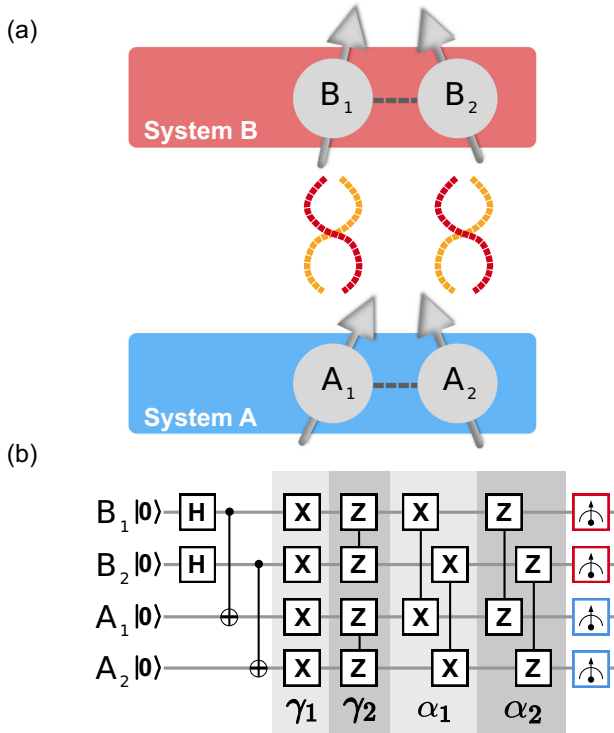 (a)
B₁ B₂
System B
A₁ A₂
System A
(b)
B₁|0⟩ H X Z X Z
B₂|0⟩ H X Z X Z
A₁|0⟩ X Z X Z
A₂|0⟩ X Z X Z
γ₁ γ₂ α₁ α₂